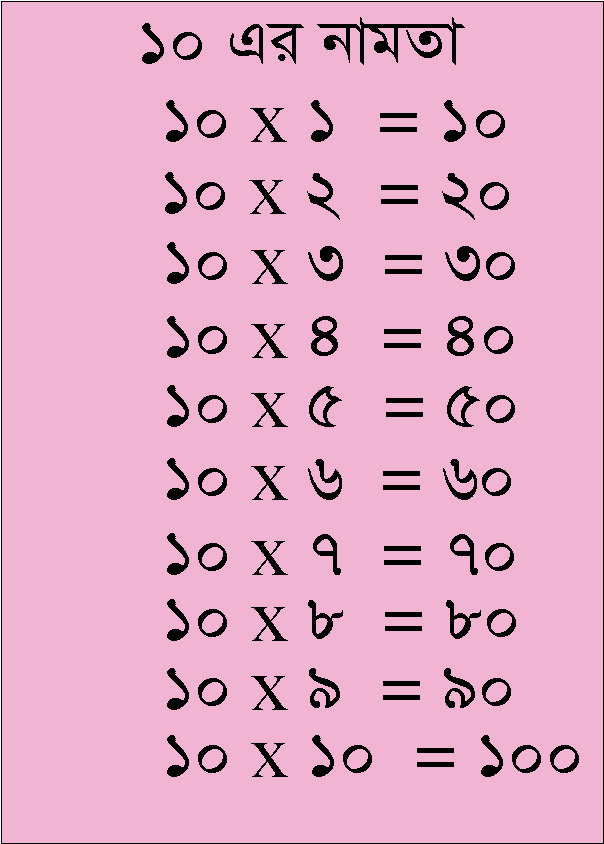 ১০ এর নামতা
১০ x ১ = ১০
১০ x ২ = ২০
১০ x ৩ = ৩০
১০ x ৪ = ৪০
১০ x ৫ = ৫০
১০ x ৬ = ৬০
১০ x ৭ = ৭০
১০ x ৮ = ৮০
১০ x ৯ = ৯০
১০ x ১০ = ১০০